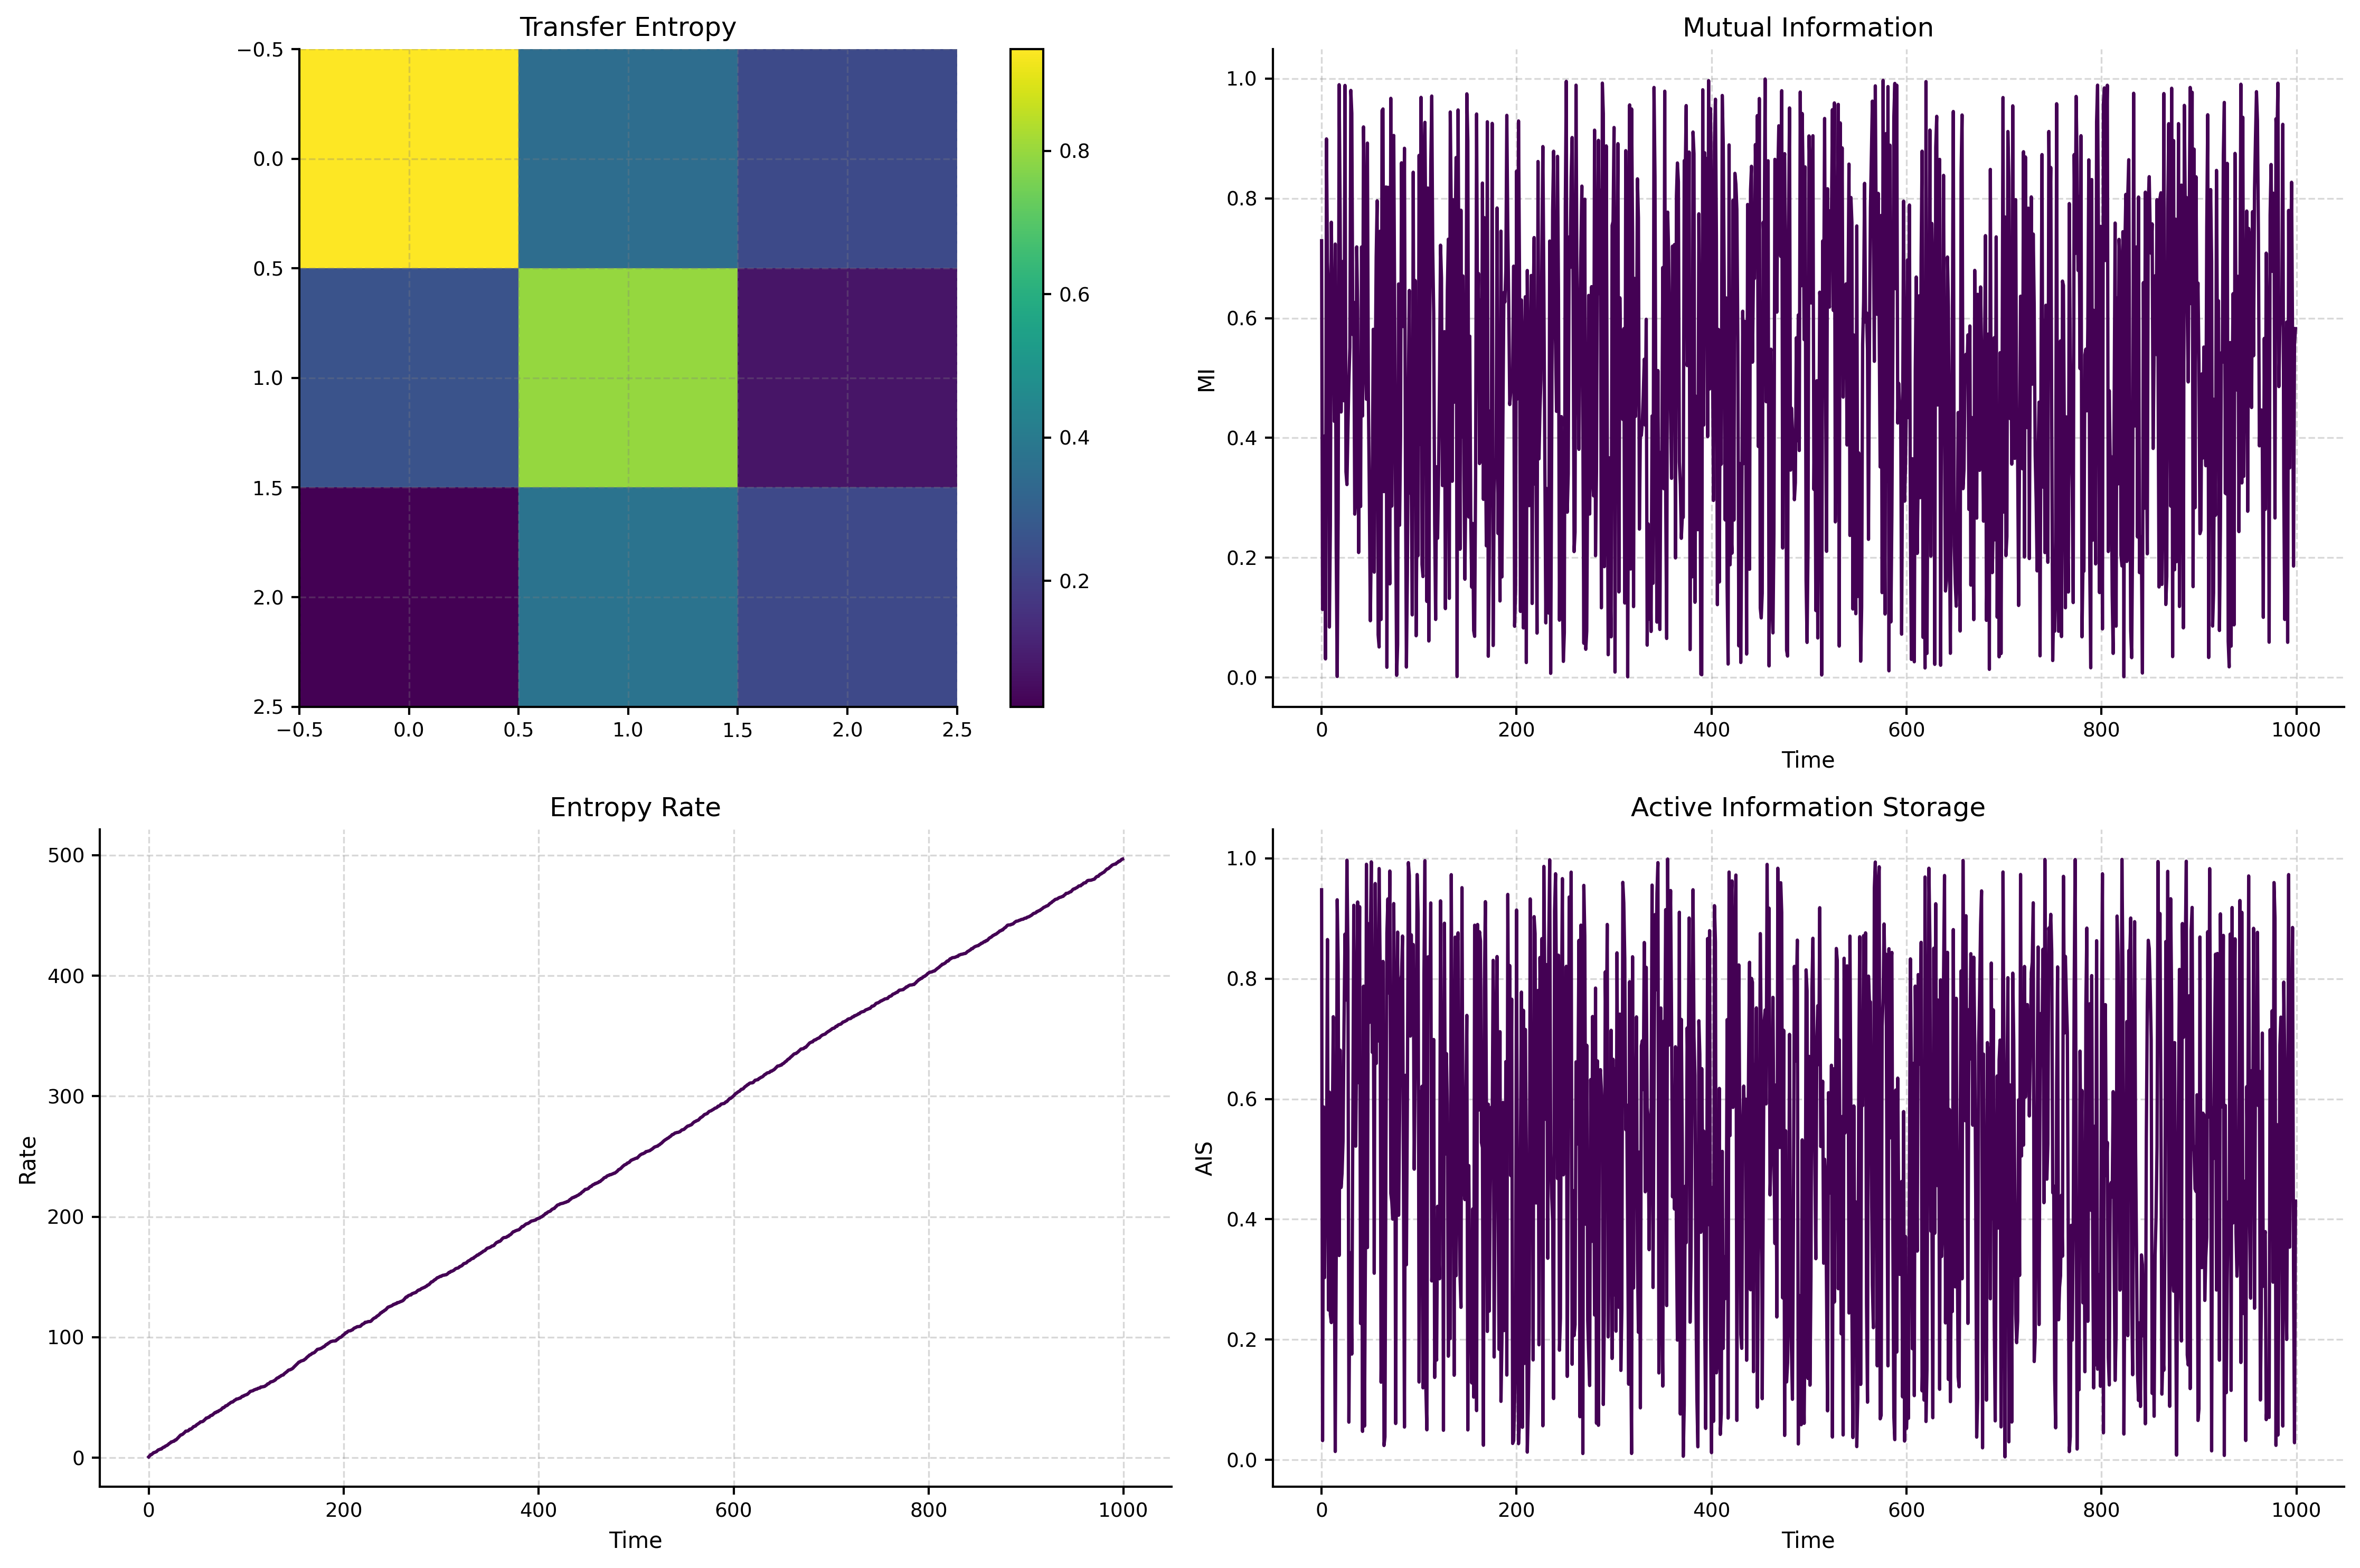 Transfer Entropy
−0.5
0.0
0.5
1.0
1.5
2.0
2.5
−0.5 0.0 0.5 1.0 1.5 2.0 2.5
0.8
0.6
0.4
0.2
Mutual Information
MI
1.0
0.8
0.6
0.4
0.2
0.0
0 200 400 600 800 1000
Time
Entropy Rate
Rate
500
400
300
200
100
0
0 200 400 600 800 1000
Time
Active Information Storage
AIS
1.0
0.8
0.6
0.4
0.2
0.0
0 200 400 600 800 1000
Time